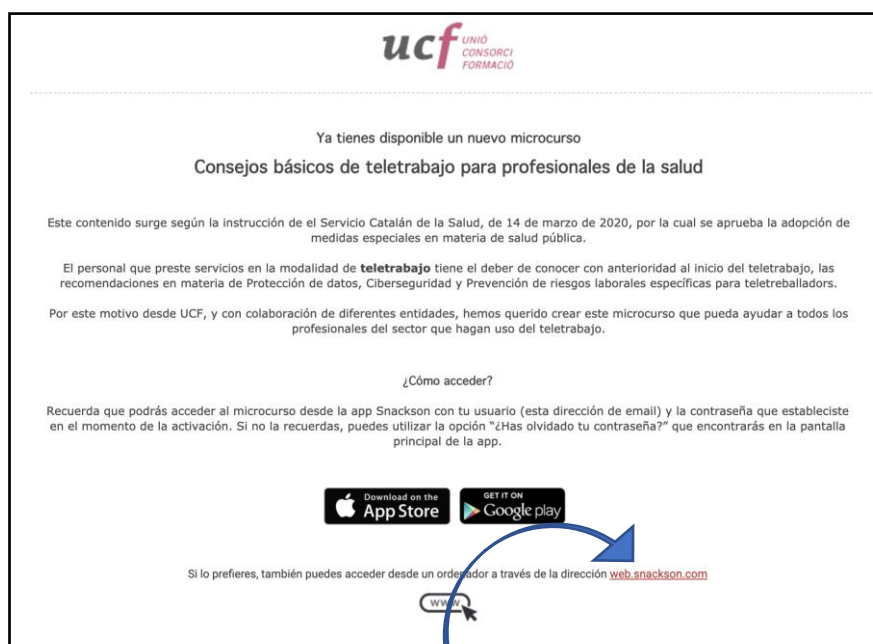 ucf UNIÓ
CONSORCI
FORMACIÓ
Ya tienes disponible un nuevo microcurso
Consejos básicos de teletrabajo para profesionales de la salud
Este contenido surge según la instrucción de el Servicio Catalán de la Salud, de 14 de marzo de 2020, por la cual se aprueba la adopción de
medidas especiales en materia de salud pública.
El personal que preste servicios en la modalidad de teletrabajo tiene el deber de conocer con anterioridad al inicio del teletrabajo, las
recomendaciones en materia de Protección de datos, Ciberseguridad y Prevención de riesgos laborales específicas para teletreballadors.
Por este motivo desde UCF, y con colaboración de diferentes entidades, hemos querido crear este microcurso que pueda ayudar a todos los
profesionales del sector que hagan uso del teletrabajo.
¿Cómo acceder?
Recuerda que podrás acceder al microcurso desde la app Snackson con tu usuario (esta dirección de email) y la contraseña que estableciste
en el momento de la activación. Si no la recuerdas, puedes utilizar la opción “¿Has olvidado tu contraseña?” que encontrarás en la pantalla
principal de la app.
Download on the
App Store
GET IT ON
Google play
Si lo prefieres, también puedes acceder desde un ordenador a través de la dirección web.snackson.com
www